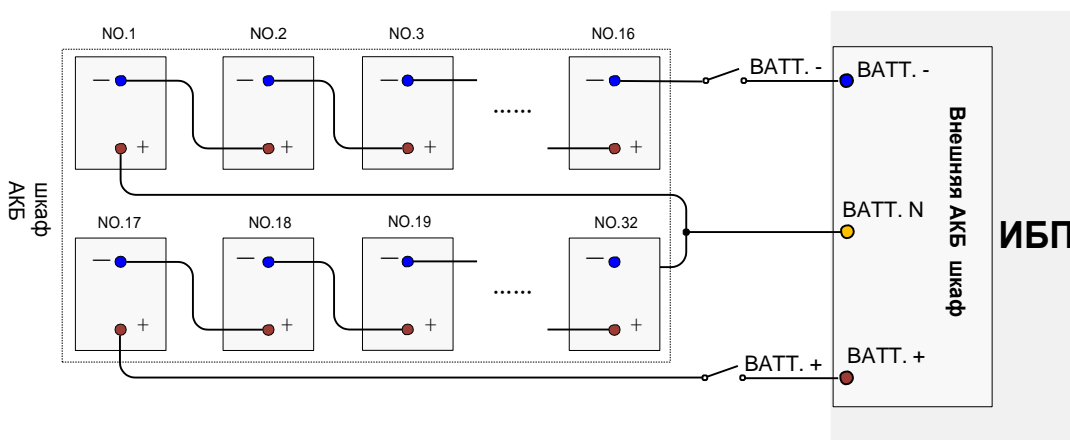 NO.1 NO.2 NO.3 NO.16
— — — — BATT. - BATT. -
......
+ + + +
шкаф
АКБ
BATT. N
Внешняя АКБ шкаф
ИБП
NO.17 NO.18 NO.19 NO.32
— — — —
......
+ + + +
BATT. + BATT. +